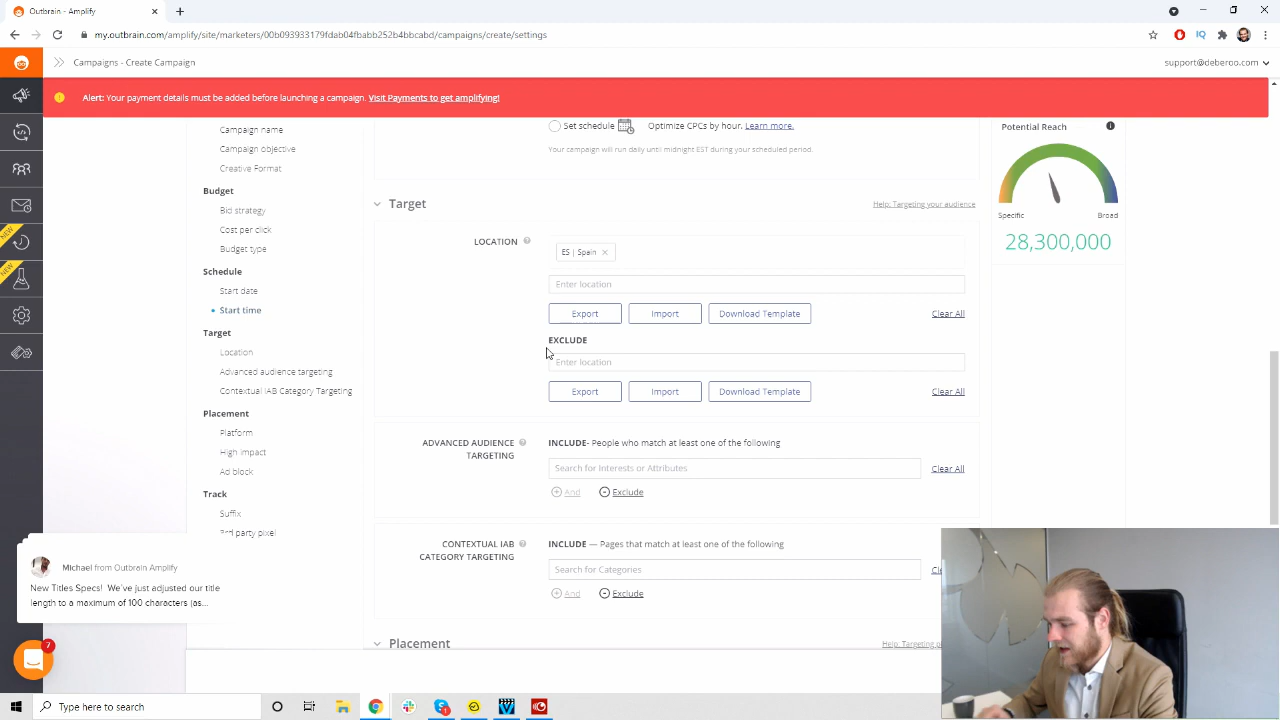 Outbrain - Amplify
my.outbrain.com/amplify/site/marketers/00b093933179fdab04fbabb252b4bbcabd/campaigns/create/settings
IQ
Campaigns - Create Campaign
support@deberoo.com
Alert: Your payment details must be added before launching a campaign. Visit Payments to get amplifying!
NEW
NEW
Campaign name
Campaign objective
Creative Format
Budget
Bid strategy
Cost per click
Budget type
Schedule
Start date
Start time
Target
Location
Advanced audience targeting
Contextual IAB Category Targeting
Placement
Platform
High impact
Ad block
Track
Suffix
3rd party pixel
Set schedule
Optimize CPCs by hour. Learn more.
Your campaign will run daily until midnight EST during your scheduled period.
Target
Help: Targeting your audience
LOCATION
ES | Spain
Enter location
Export
Import
Download Template
Clear All
EXCLUDE
Enter location
Export
Import
Download Template
Clear All
ADVANCED AUDIENCE
TARGETING
INCLUDE- People who match at least one of the following
Search for Interests or Attributes
Clear All
And
Exclude
CONTEXTUAL IAB
CATEGORY TARGETING
INCLUDE — Pages that match at least one of the following
Search for Categories
And
Exclude
Placement
Potential Reach
Specific
Broad
28,300,000
Michael from Outbrain Amplify
New Titles Specs! We've just adjusted our title
length to a maximum of 100 characters (as...
7
Type here to search